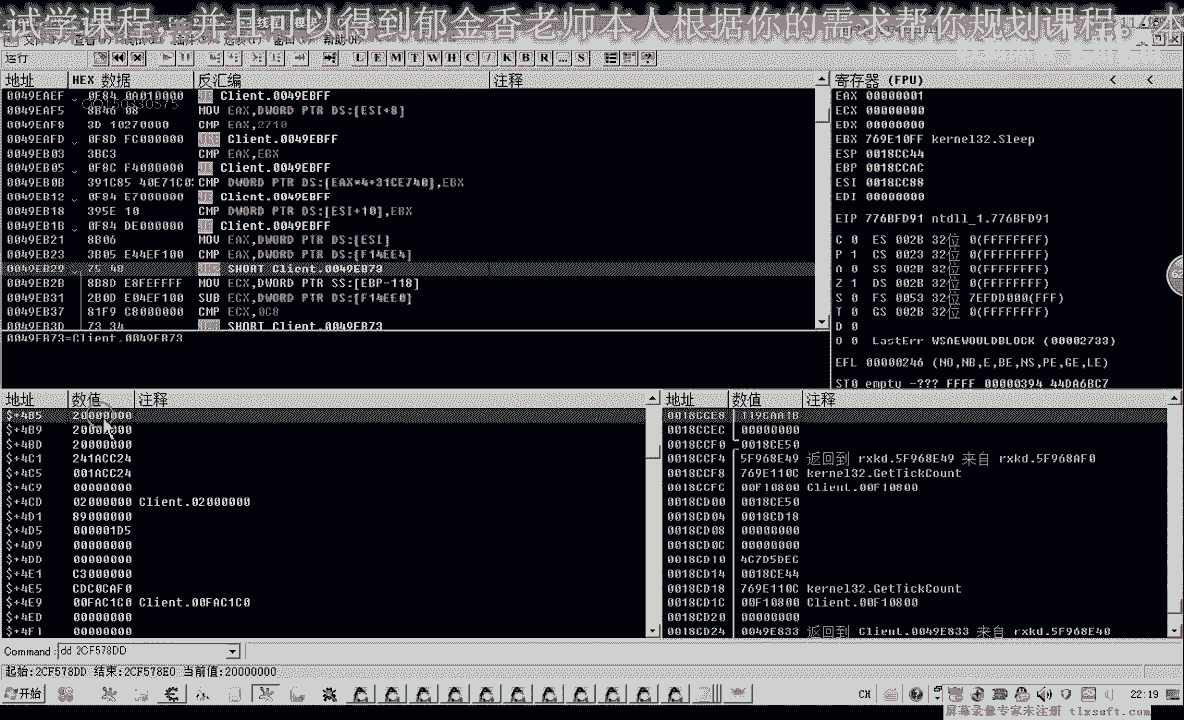 试学课程,并且可以得到郁金香老师本人根据你的需求帮你规划课程。本
运行 L E M T W H C / K B R ... S
地址 HEX 数据 反汇编 注释
0049EAEF 0F84 0A010000 JE Client.0049EBFF
0049EAF5 8B46 08 MOV EAX,DWORD PTR DS:[ESI+8]
0049EAF8 3D 10270000 CMP EAX,2710
0049EAFD 0F8D FC000000 JGE Client.0049EBFF
0049EB03 3BC3 CMP EAX,EBX
0049EB05 0F8C F4000000 JL Client.0049EBFF
0049EB0B 391C85 40E71C0 CMP DWORD PTR DS:[EAX*4+31CE740],EBX
0049EB12 0F84 E7000000 JE Client.0049EBFF
0049EB18 395E 10 CMP DWORD PTR DS:[ESI+10],EBX
0049EB1B 0F84 DE000000 JE Client.0049EBFF
0049EB21 8B06 MOV EAX,DWORD PTR DS:[ESI]
0049EB23 3B05 E44EF100 CMP EAX,DWORD PTR DS:[F14EE4]
0049EB29 75 48 SHORT Client.0049EB73
0049EB2B 8B8D E8FEFFFF MOV ECX,DWORD PTR SS:[EBP-118]
0049EB31 2B0D E04EF100 SUB ECX,DWORD PTR DS:[F14EE0]
0049EB37 81F9 C8000000 CMP ECX,0C8
0049EB3D 73 34 SHORT Client.0049EB73
0049EB73=Client.0049EB73
寄存器 (FPU) < <
EAX 00000001
ECX 00000000
EDX 00000000
EBX 769E10FF kernel32.Sleep
ESP 0018CC44
EBP 0018CCAC
ESI 0018CC88
EDI 00000000
EIP 776BFD91 ntdll_1.776BFD91
C 0 ES 002B 32位 0(FFFFFFFF)
P 1 CS 0023 32位 0(FFFFFFFF)
A 0 SS 002B 32位 0(FFFFFFFF)
Z 1 DS 002B 32位 0(FFFFFFFF)
S 0 FS 0053 32位 7EFDD000(FFF)
T 0 GS 002B 32位 0(FFFFFFFF)
D 0
O 0 LastErr WSAEWOULDBLOCK (00002733)
EFL 00000246 (NO,NB,E,BE,NS,PE,GE,LE)
ST0 empty -??? FFFF 00000394 44DA6BC7
62
地址 数值 注释
$+4B5 20000000
$+4B9 20000000
$+4BD 20000000
$+4C1 241ACC24
$+4C5 001ACC24
$+4C9 00000000
$+4CD 02000000 Client.02000000
$+4D1 89000000
$+4D5 000001D5
$+4D9 00000000
$+4DD 00000000
$+4E1 C3000000
$+4E5 CDC0CAF0
$+4E9 00FAC1C0 Client.00FAC1C0
$+4ED 00000000
$+4F1 00000000
地址 数值 注释
0018CCE8 119CAA1B
0018CCEC 00000000
0018CCF0 0018CE50
0018CCF4 5F968E49 返回到 rxkd.5F968E49 来自 rxkd.5F968AF0
0018CCF8 769E110C kernel32.GetTickCount
0018CCFC 00F10800 Client.00F10800
0018CD00 0018CE50
0018CD04 0018CD18
0018CD08 00000000
0018CD0C 00000000
0018CD10 4C7D5DEC
0018CD14 0018CE44
0018CD18 769E110C kernel32.GetTickCount
0018CD1C 00F10800 Client.00F10800
0018CD20 00000000
0018CD24 0049E833 返回到 Client.0049E833 来自 rxkd.5F968E40
Command: dd 2CF578DD
起始:2CF578DD 结束:2CF578E0 当前值:20000000
开始 CH 22:19
屏幕录像专家未注册 tlxsoft.com